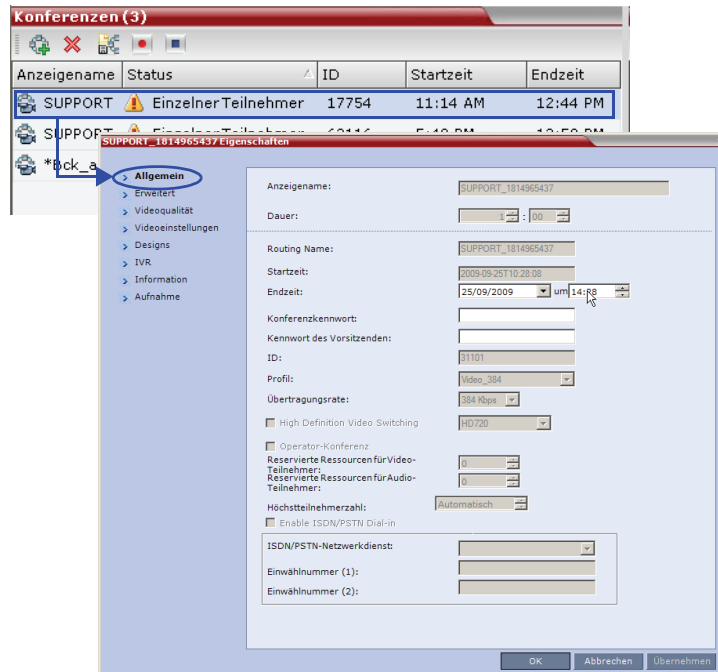 Konferenzen (3)
Anzeigename Status ID Startzeit Endzeit
SUPPORT Einzelner Teilnehmer 17754 11:14 AM 12:44 PM
SUPPORT
*Bck_a
SUPPORT_1814965437 Eigenschaften
Allgemein
Erweitert
Videoqualität
Videoeinstellungen
Designs
IVR
Information
Aufnahme
Anzeigename: SUPPORT_1814965437
Dauer: 1 : 00
Routing Name: SUPPORT_1814965437
Startzeit: 2009-09-25T10:28:08
Endzeit: 25/09/2009 um 14:
Konferenzkennwort:
Kennwort des Vorsitzenden:
ID: 31101
Profil: Video_384
Übertragungsrate: 384 Kbps
High Definition Video Switching HD720
Operator-Konferenz
Reservierte Ressourcen für Video-
Teilnehmer: 0
Reservierte Ressourcen für Audio-
Teilnehmer: 0
Höchstteilnehmerzahl: Automatisch
Enable ISDN/PSTN Dial-in
ISDN/PSTN-Netzwerkdienst:
Einwählnummer (1):
Einwählnummer (2):
OK Abbrechen Übernehmen